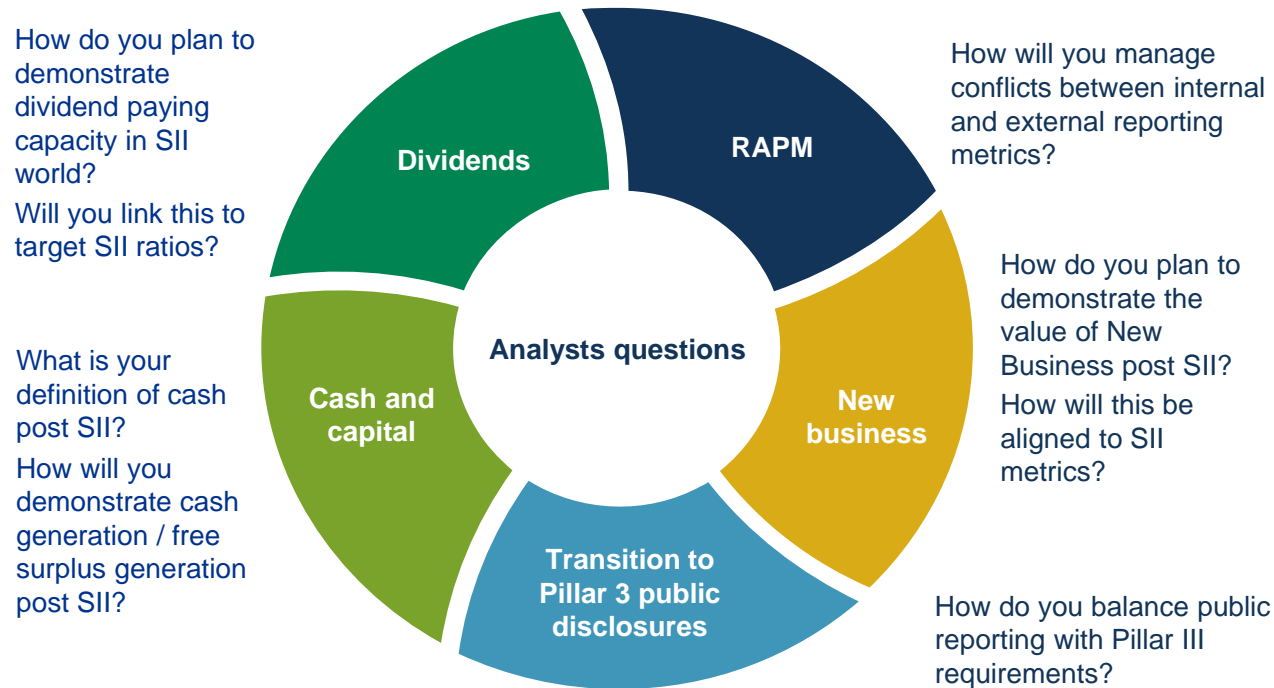 How do you plan to
demonstrate
dividend paying
capacity in SII
world?
Will you link this to
target SII ratios?
Dividends
RAPM
How will you manage
conflicts between internal
and external reporting
metrics?
What is your
definition of cash
post SII?
How will you
demonstrate cash
generation / free
surplus generation
post SII?
Cash and
capital
Analysts questions
New
business
How do you plan to
demonstrate the
value of New
Business post SII?
How will this be
aligned to SII
metrics?
Transition to
Pillar 3 public
disclosures
How do you balance public
reporting with Pillar III
requirements?